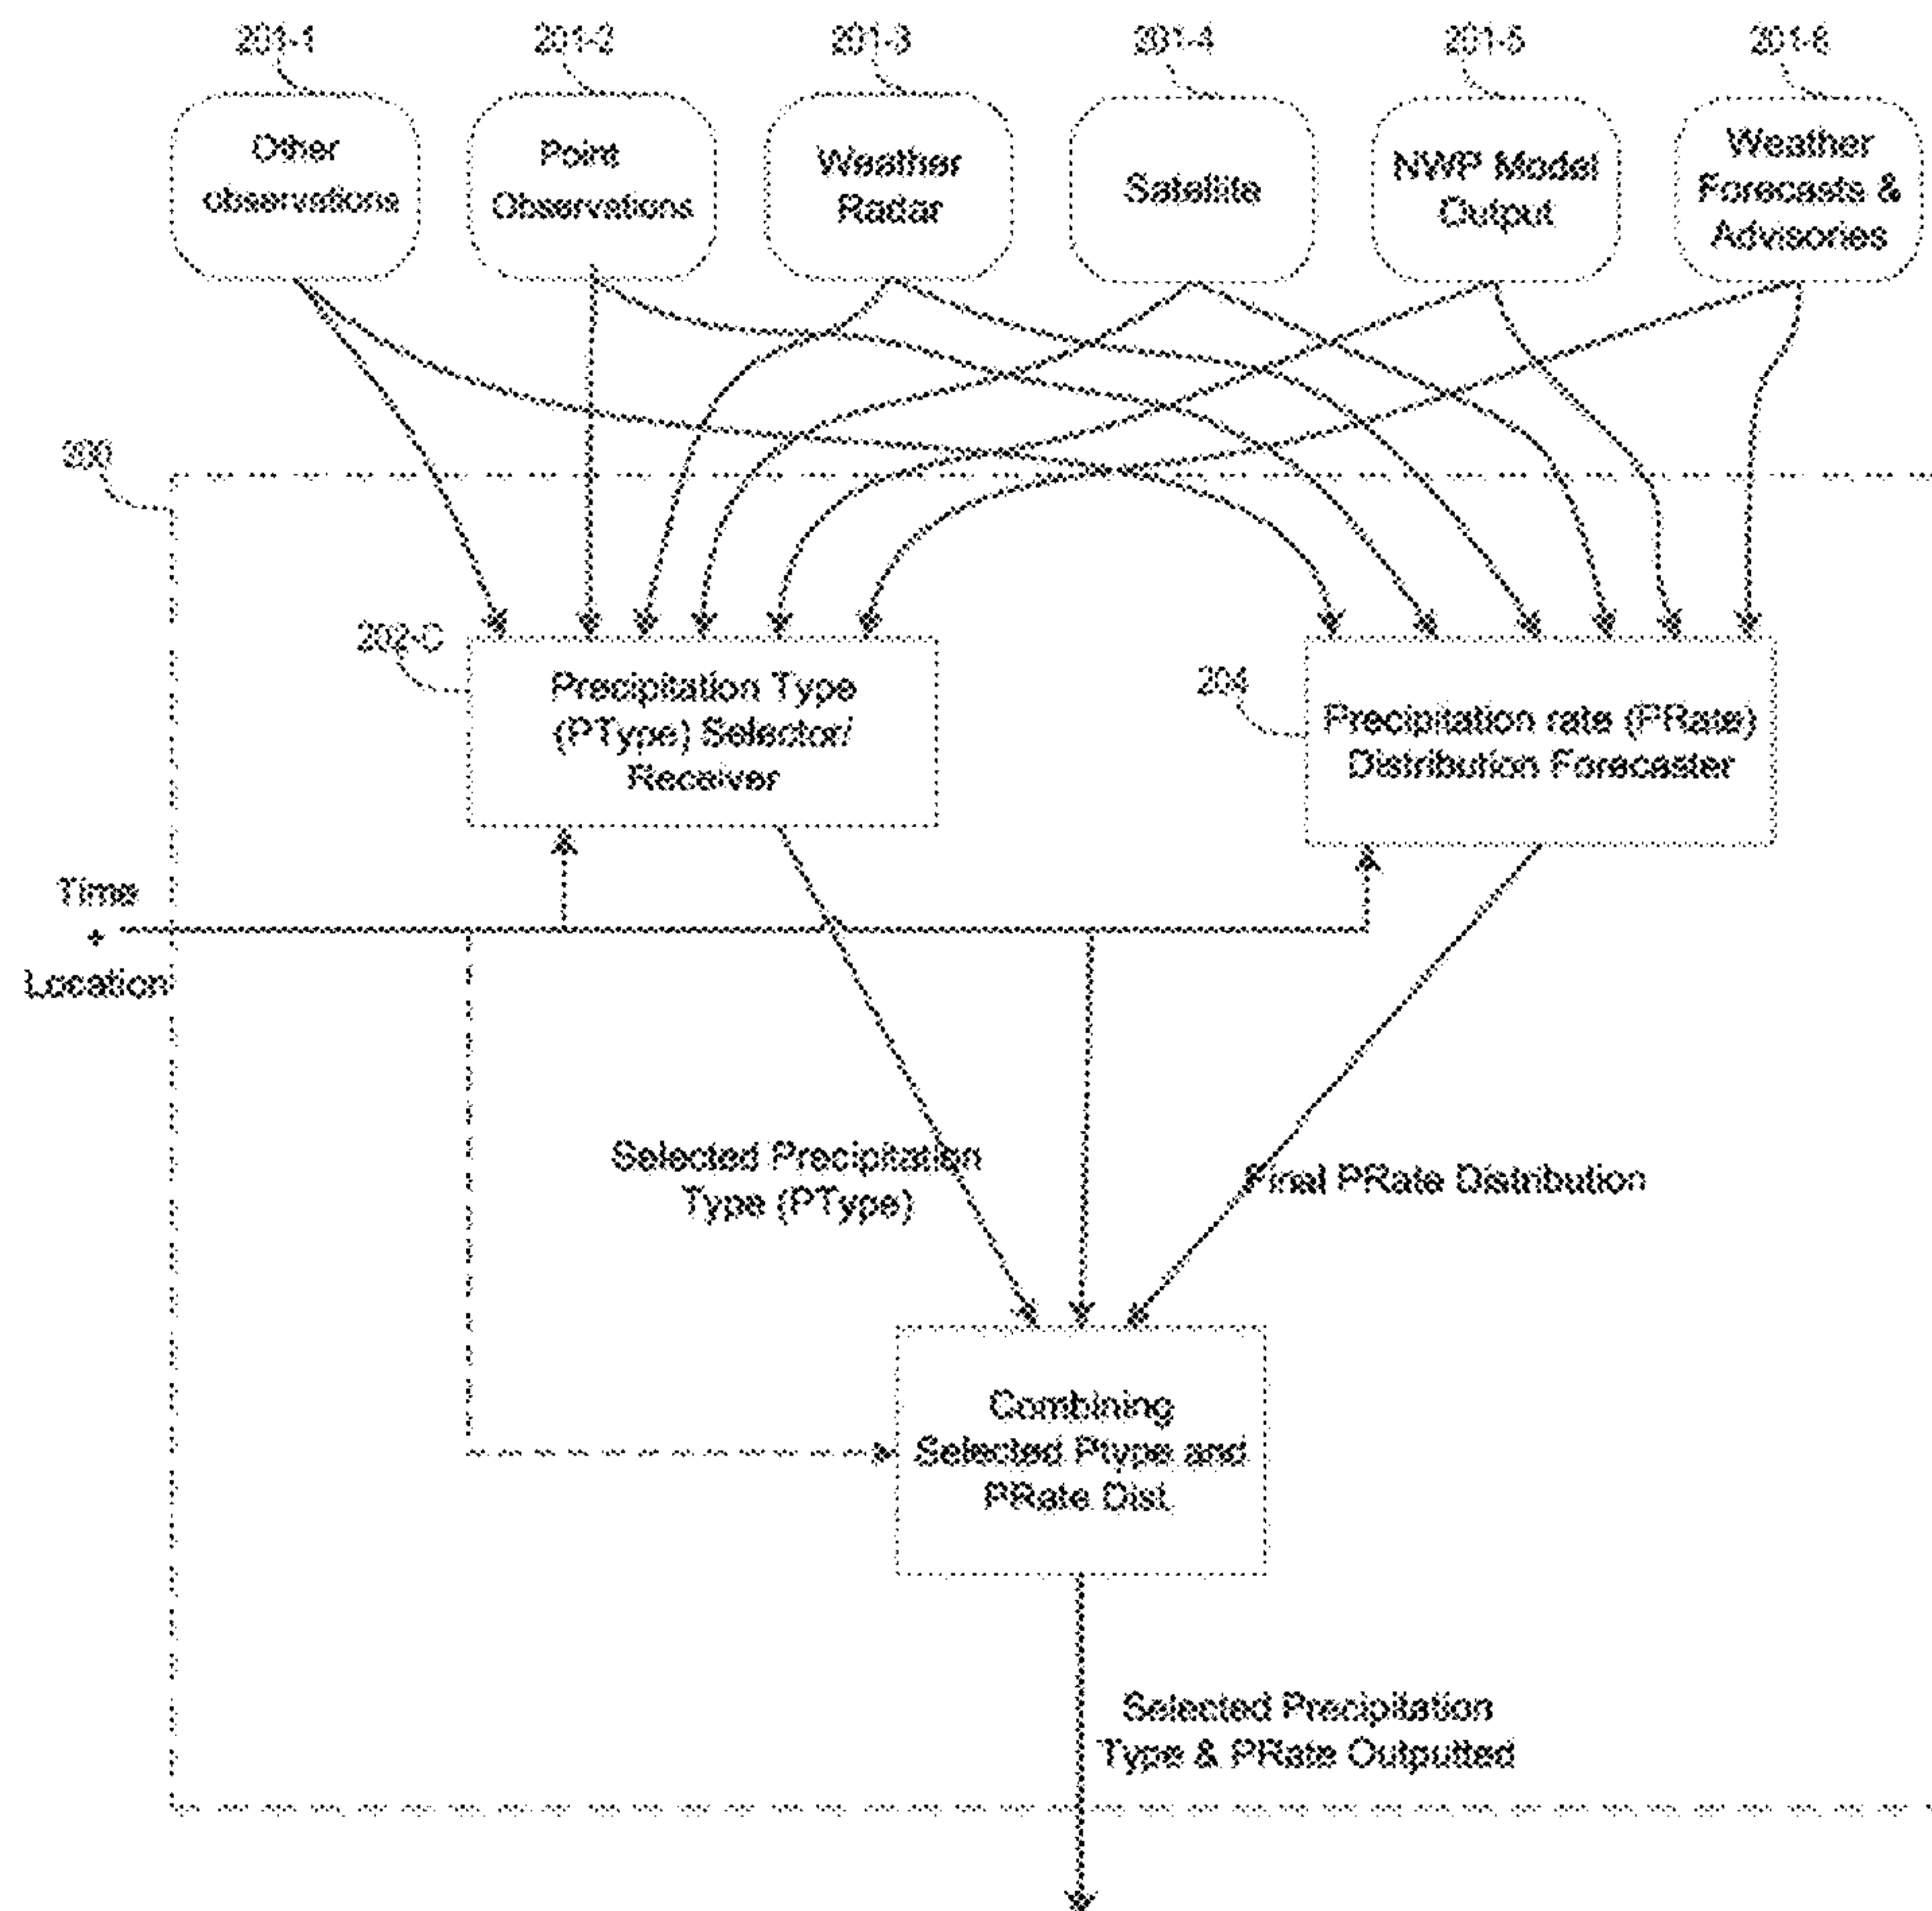 201-1
201-2
201-3
201-4
201-5
201-6
Other
observations
Point
Observations
Weather
Radar
Satellite
NWP Model
Output
Weather
Forecasts &
Advisories
200
202-C
Precipitation Type
(PType) Selector/
Receiver
204
Precipitation rate (PRate)
Distribution Forecaster
Time
+
Location
Selected Precipitation
Type (PType)
Final PRate Distribution
Combining
Selected Ptype and
PRate Dist.
Selected Precipitation
Type & PRate Outputted